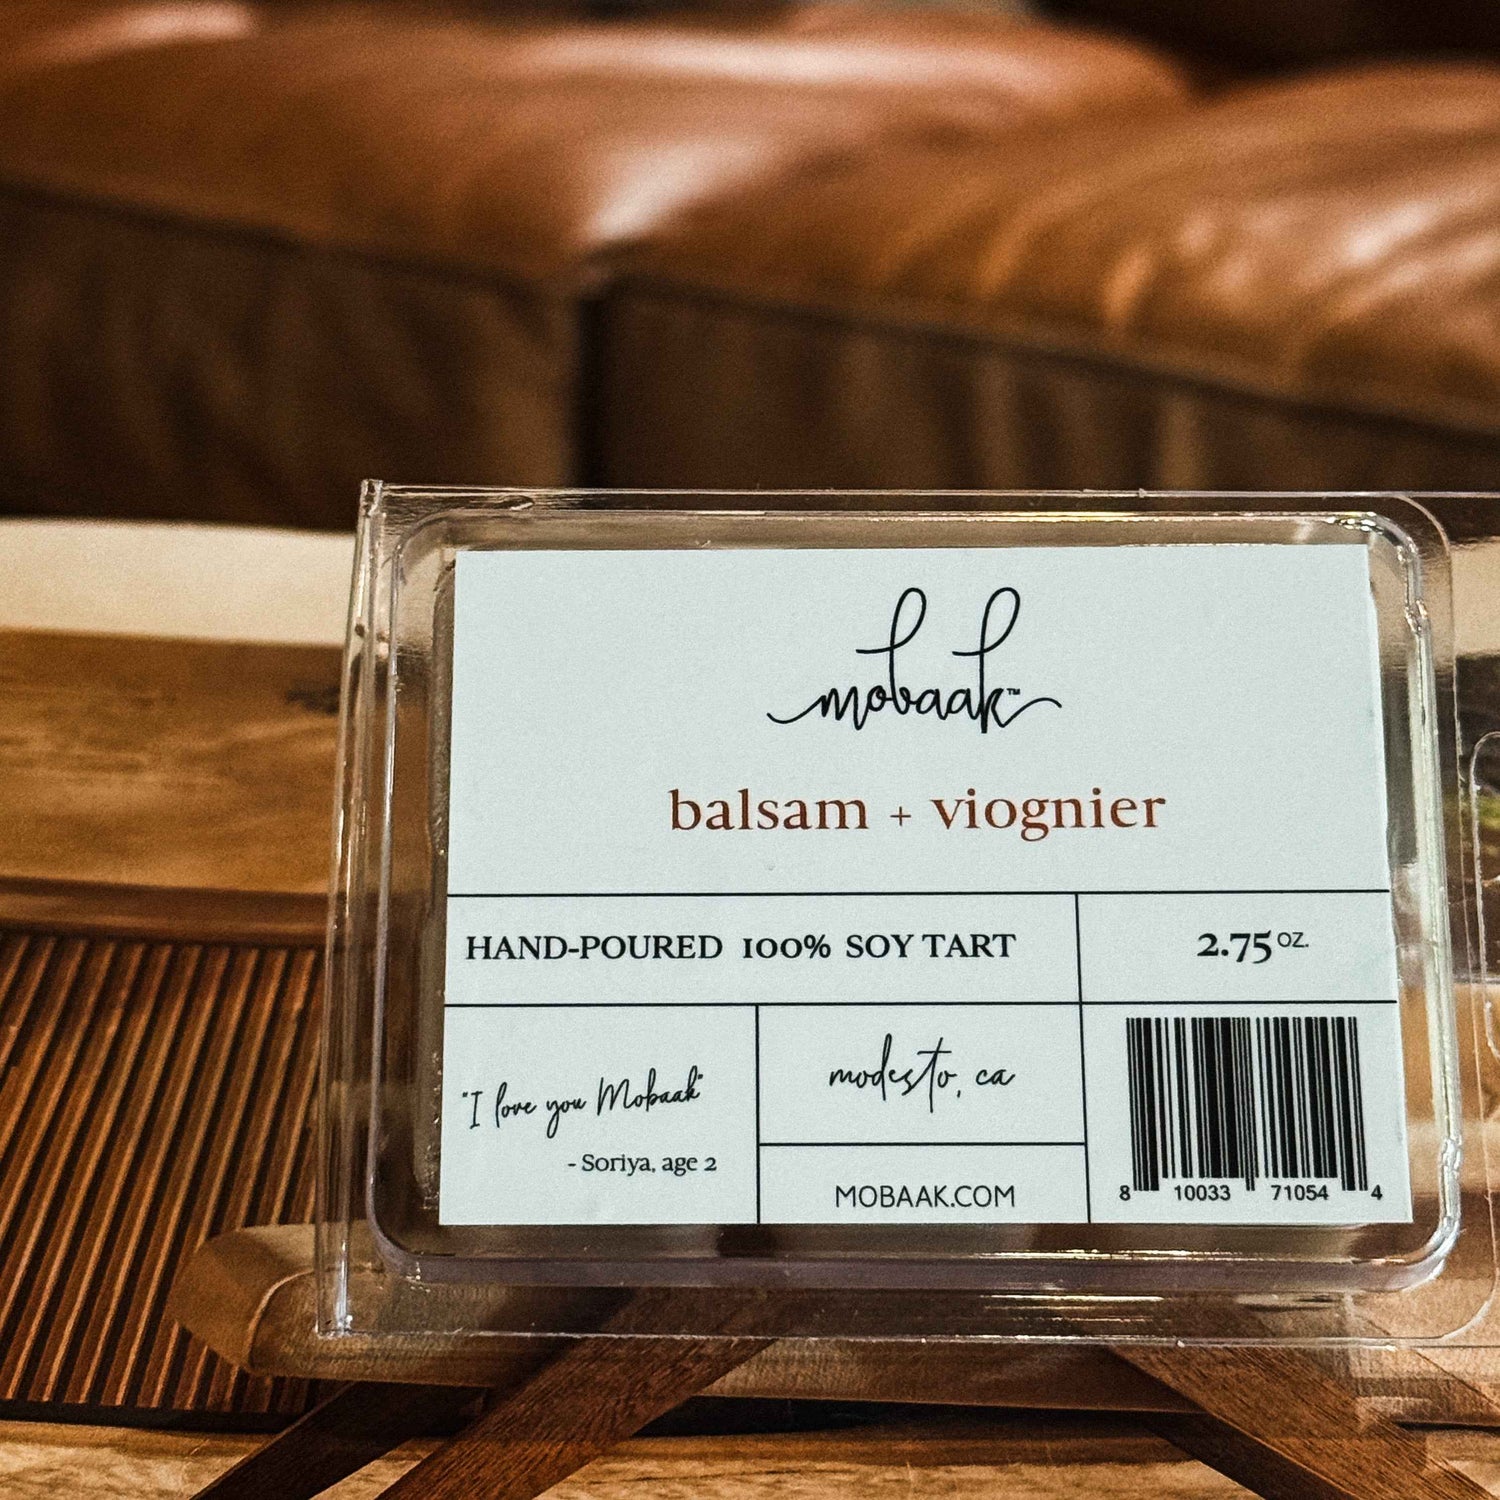 mobaak™
balsam + viognier
HAND-POURED 100% SOY TART
2.75 OZ.
"I love you Mobaak"
- Soriya, age 2
modesto, ca
MOBAAK.COM
8 10033 71054 4